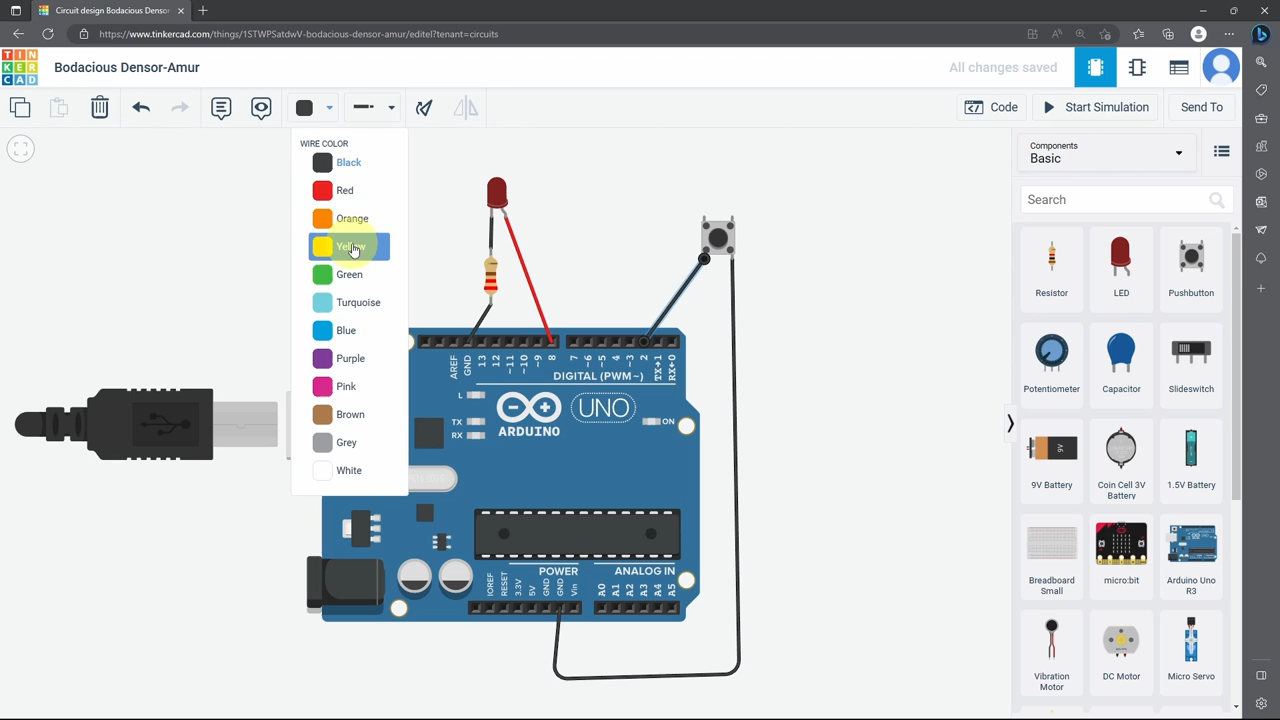 Circuit design Bodacious Densor
https://www.tinkercad.com/things/1STWPSatdwV-bodacious-densor-amur/editel?tenant=circuits
TIN
KER
CAD
Bodacious Densor-Amur
All changes saved
Code
Start Simulation
Send To
WIRE COLOR
Black
Red
Orange
Yellow
Green
Turquoise
Blue
Purple
Pink
Brown
Grey
White
AREF
GND
13
12
~11
~10
~9
8
7
~6
~5
4
~3
2
TX→1
RX←0
DIGITAL (PWM~)
L
TX
RX
ARDUINO
UNO
ON
POWER
ANALOG IN
IOREF
RESET
3.3V
5V
GND
GND
Vin
A0
A1
A2
A3
A4
A5
Components
Basic
Search
Resistor
LED
Pushbutton
Potentiometer
Capacitor
Slideswitch
9V
9V Battery
Coin Cell 3V
Battery
1.5V Battery
Breadboard
Small
micro:bit
Arduino Uno
R3
Vibration
Motor
DC Motor
Micro Servo